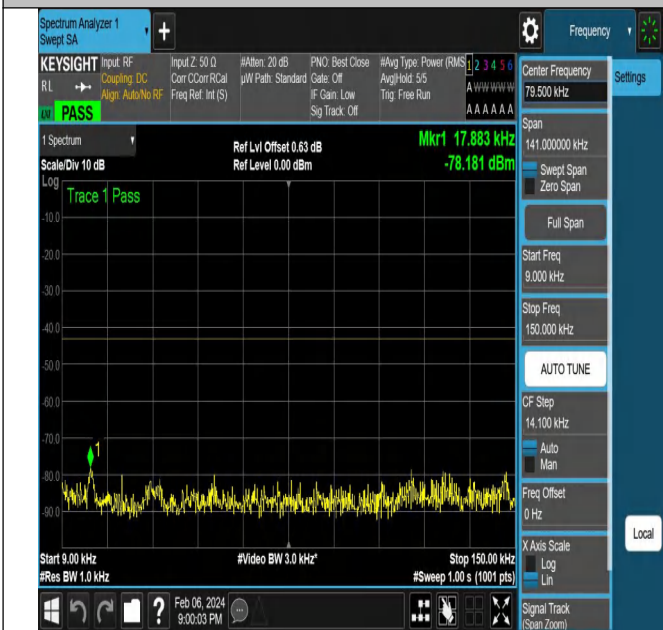 Spectrum Analyzer 1
Swept SA
Frequency
KEYSIGHT
Input: RF
Coupling: DC
Align: Auto/No RF
Input Z: 50 Ω
Corr CCorr RCal
Freq Ref: Int (S)
#Atten: 20 dB
µW Path: Standard
PNO: Best Close
Gate: Off
IF Gain: Low
Sig Track: Off
#Avg Type: Power (RMS
Avg|Hold: 5/5
Trig: Free Run
1 2 3 4 5 6
A W W W W W
A A A A A A
R L
LXI
PASS
1 Spectrum
Scale/Div 10 dB
Ref Lvl Offset 0.63 dB
Ref Level 0.00 dBm
Mkr1 17.883 kHz
-78.181 dBm
Log
Trace 1 Pass
-10.0
-20.0
-30.0
-40.0
-50.0
-60.0
-70.0
-80.0
-90.0
1
Start 9.00 kHz
#Res BW 1.0 kHz
#Video BW 3.0 kHz*
Stop 150.00 kHz
#Sweep 1.00 s (1001 pts)
?
Feb 06, 2024
9:00:03 PM
Center Frequency
79.500 kHz
Settings
Span
141.000000 kHz
Swept Span
Zero Span
Full Span
Start Freq
9.000 kHz
Stop Freq
150.000 kHz
AUTO TUNE
CF Step
14.100 kHz
Auto
Man
Freq Offset
0 Hz
Local
X Axis Scale
Log
Lin
Signal Track
(Span Zoom)